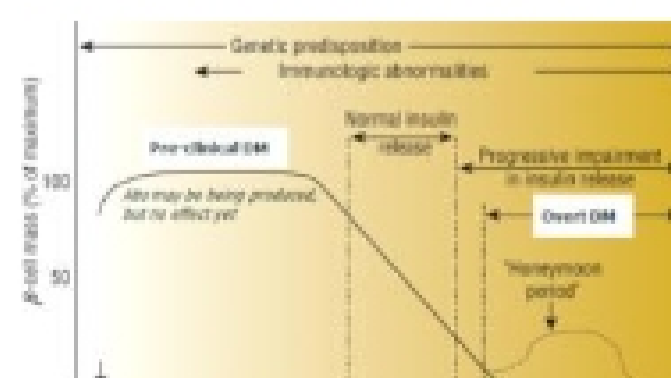 Genetic predisposition
Immunologic abnormalities
Normal insulin
release
Pre-clinical DM
Progressive impairment
in insulin release
Abs may be being produced,
but no effect yet
Overt DM
"Honeymoon
period"
β-cell mass (% of maximum)
100
50